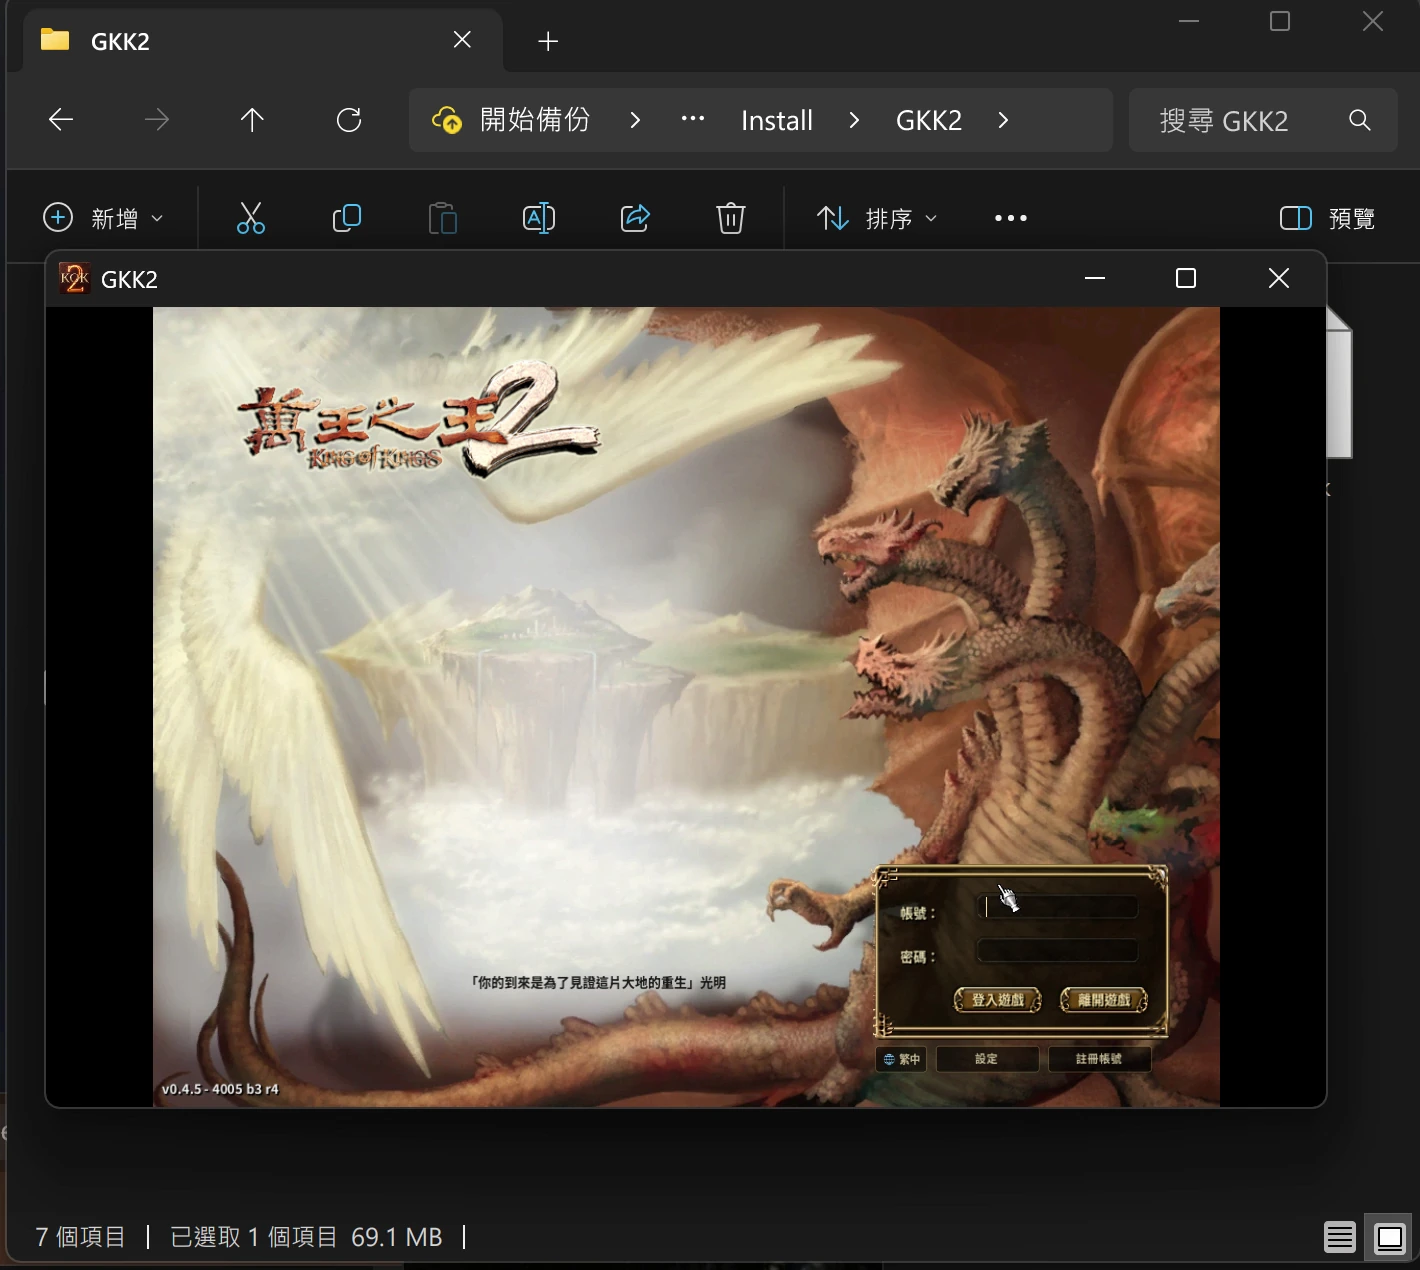 GKK2
開始備份
Install
GKK2
搜尋 GKK2
新增
排序
預覽
GKK2
萬王之王2
King of Kings
帳號：
密碼：
「你的到來是為了見證這片大地的重生」光明
登入遊戲
離開遊戲
繁中
設定
註冊帳號
v0.4.5 - 4005 b3 r4
7 個項目
已選取 1 個項目 69.1 MB